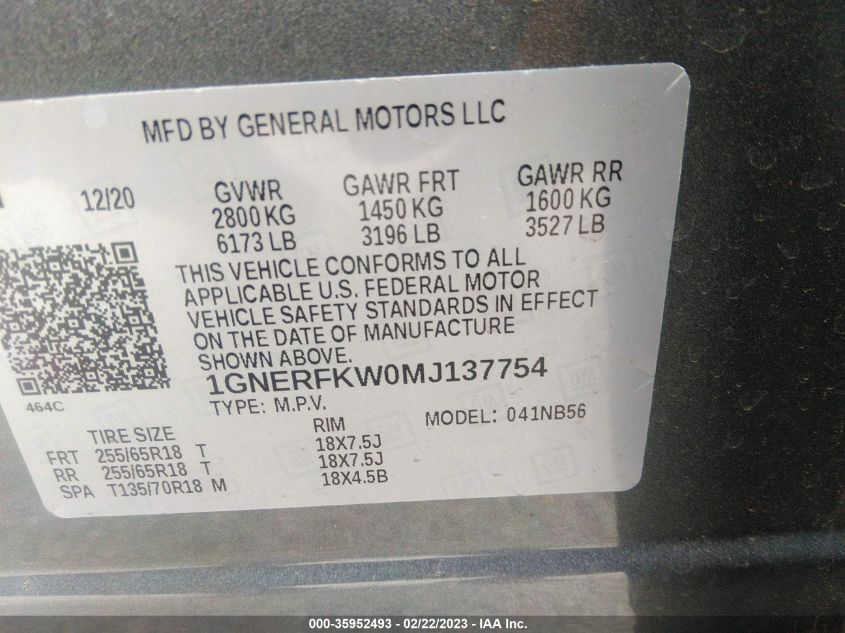 MFD BY GENERAL MOTORS LLC
12/20 GVWR GAWR FRT GAWR RR
2800 KG 1450 KG 1600 KG
6173 LB 3196 LB 3527 LB
THIS VEHICLE CONFORMS TO ALL
APPLICABLE U.S. FEDERAL MOTOR
VEHICLE SAFETY STANDARDS IN EFFECT
ON THE DATE OF MANUFACTURE
SHOWN ABOVE.
1GNERFKW0MJ137754
464C
TYPE: M.P.V. MODEL: 041NB56
TIRE SIZE RIM
FRT 255/65R18 T 18X7.5J
RR 255/65R18 T 18X7.5J
SPA T135/70R18 M 18X4.5B
000-35952493 - 02/22/2023 - IAA Inc.